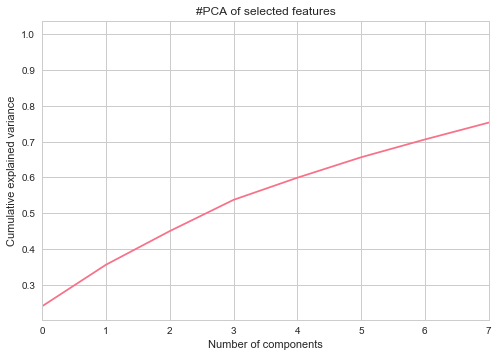 #PCA of selected features
1.0
0.9
0.8
0.7
0.6
0.5
0.4
0.3
Cumulative explained variance
0 1 2 3 4 5 6 7
Number of components